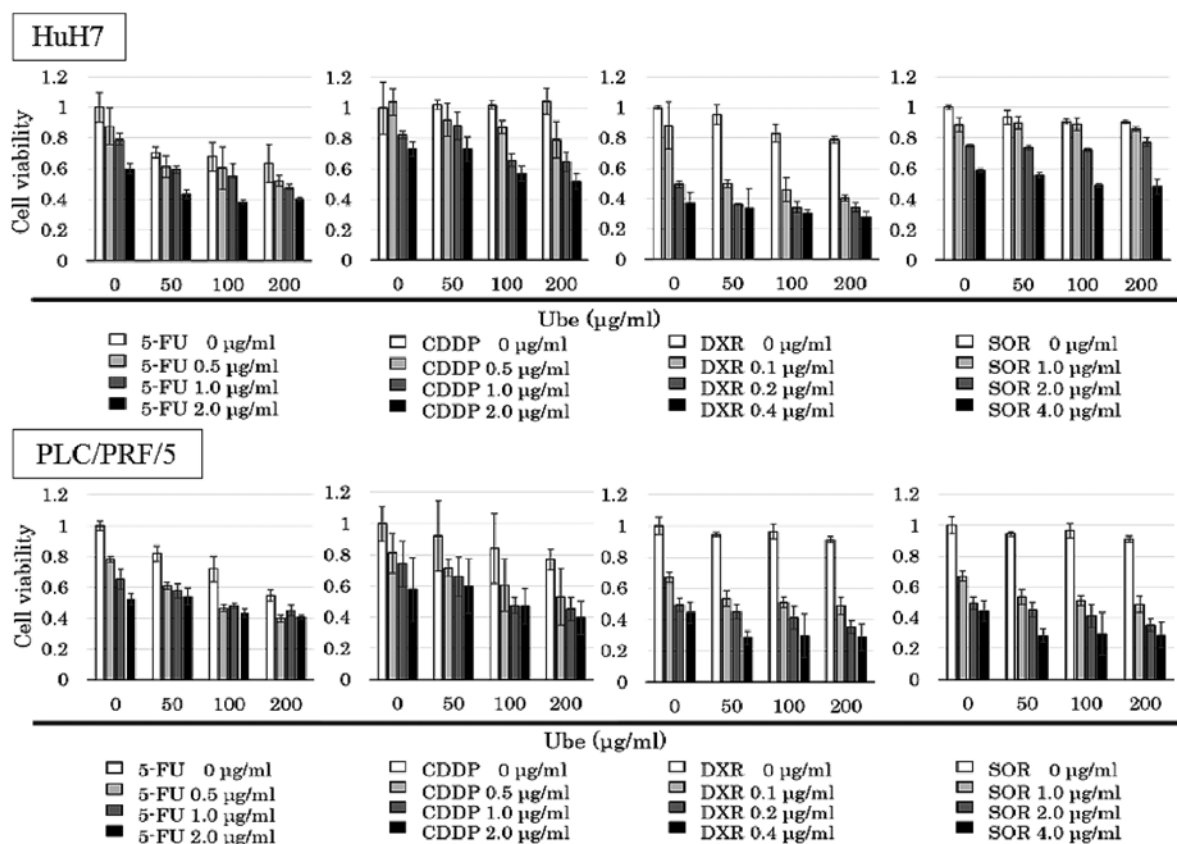 HuH7
Cell viability
1.2
1
0.8
0.6
0.4
0.2
0
0 50 100 200
1.2
1
0.8
0.6
0.4
0.2
0
0 50 100 200
1.2
1
0.8
0.6
0.4
0.2
0
0 50 100 200
1.2
1
0.8
0.6
0.4
0.2
0
0 50 100 200
Ube (µg/ml)
5-FU 0 µg/ml
5-FU 0.5 µg/ml
5-FU 1.0 µg/ml
5-FU 2.0 µg/ml
CDDP 0 µg/ml
CDDP 0.5 µg/ml
CDDP 1.0 µg/ml
CDDP 2.0 µg/ml
DXR 0 µg/ml
DXR 0.1 µg/ml
DXR 0.2 µg/ml
DXR 0.4 µg/ml
SOR 0 µg/ml
SOR 1.0 µg/ml
SOR 2.0 µg/ml
SOR 4.0 µg/ml
PLC/PRF/5
Cell viability
1.2
1
0.8
0.6
0.4
0.2
0
0 50 100 200
1.2
1
0.8
0.6
0.4
0.2
0
0 50 100 200
1.2
1
0.8
0.6
0.4
0.2
0
0 50 100 200
1.2
1
0.8
0.6
0.4
0.2
0
0 50 100 200
Ube (µg/ml)
5-FU 0 µg/ml
5-FU 0.5 µg/ml
5-FU 1.0 µg/ml
5-FU 2.0 µg/ml
CDDP 0 µg/ml
CDDP 0.5 µg/ml
CDDP 1.0 µg/ml
CDDP 2.0 µg/ml
DXR 0 µg/ml
DXR 0.1 µg/ml
DXR 0.2 µg/ml
DXR 0.4 µg/ml
SOR 0 µg/ml
SOR 1.0 µg/ml
SOR 2.0 µg/ml
SOR 4.0 µg/ml